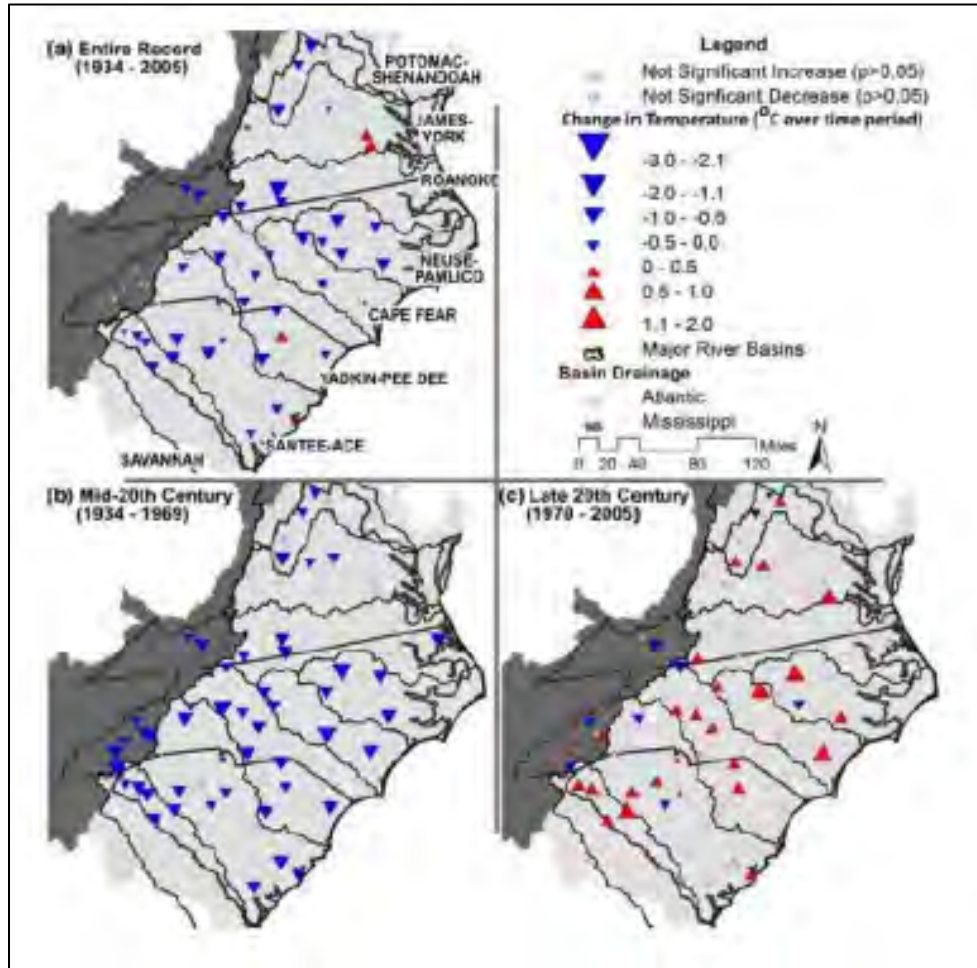 (a) Entire Record
(1934 - 2005)
POTOMAC-
SHENANDOAH
JAMES-
YORK
ROANOKE
NEUSE-
PAMLICO
CAPE FEAR
YADKIN-PEE DEE
SANTEE-ACE
SAVANNAH
Legend
Not Significant Increase (p>0.05)
Not Signficant Decrease (p>0.05)
Change in Temperature (°C over time period)
-3.0 - -2.1
-2.0 - -1.1
-1.0 - -0.5
-0.5 - 0.0
0 - 0.5
0.5 - 1.0
1.1 - 2.0
Major River Basins
Basin Drainage
Atlantic
Mississippi
N
Miles
0 20 40 80 120
(b) Mid-20th Century
(1934 - 1969)
(c) Late 20th Century
(1970 - 2005)